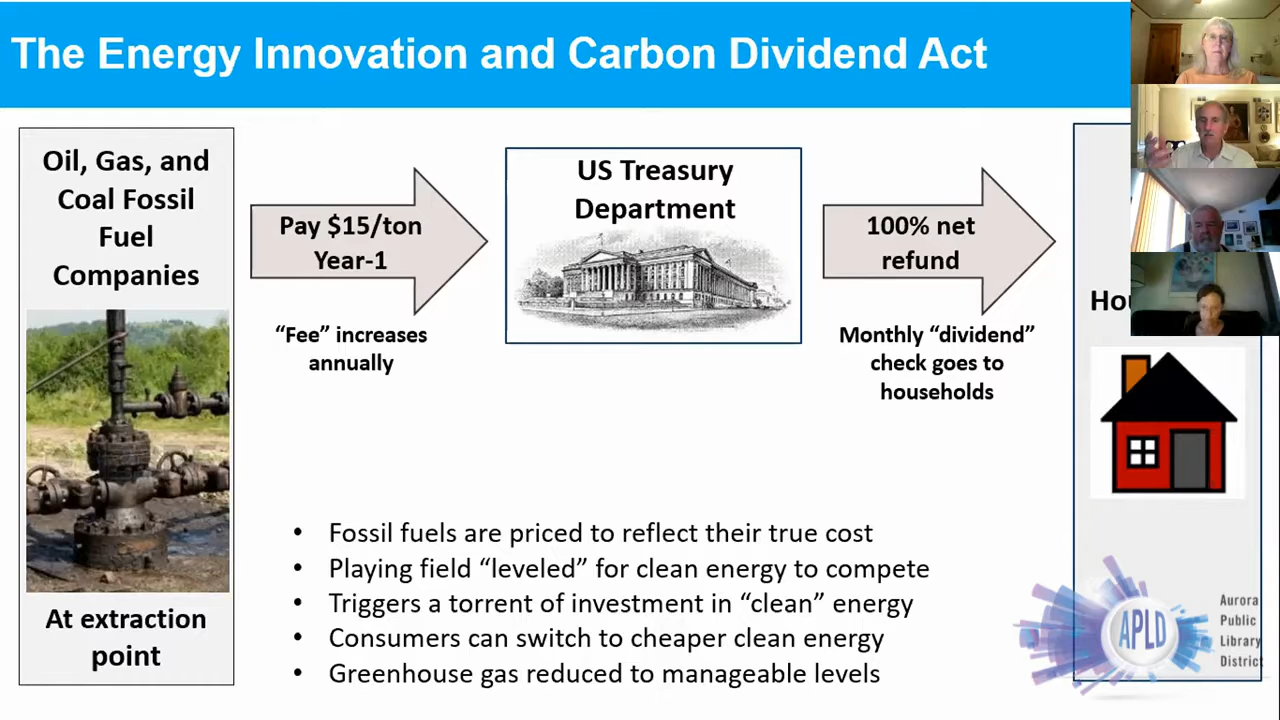 The Energy Innovation and Carbon Dividend Act
Oil, Gas, and
Coal Fossil
Fuel
Companies
At extraction
point
Pay $15/ton
Year-1
“Fee” increases
annually
US Treasury
Department
100% net
refund
Monthly “dividend”
check goes to
households
• Fossil fuels are priced to reflect their true cost
• Playing field “leveled” for clean energy to compete
• Triggers a torrent of investment in “clean” energy
• Consumers can switch to cheaper clean energy
• Greenhouse gas reduced to manageable levels
APLD
Aurora
Public
Library
District